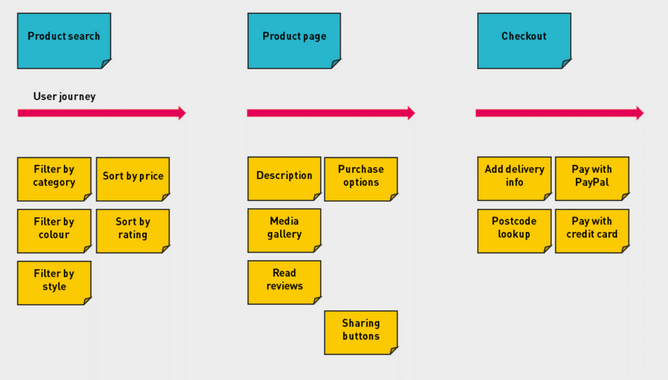 Product search
Product page
Checkout
User journey
Filter by
category
Sort by price
Description
Purchase
options
Add delivery
info
Pay with
PayPal
Filter by
colour
Sort by
rating
Media
gallery
Postcode
lookup
Pay with
credit card
Filter by
style
Read
reviews
Sharing
buttons